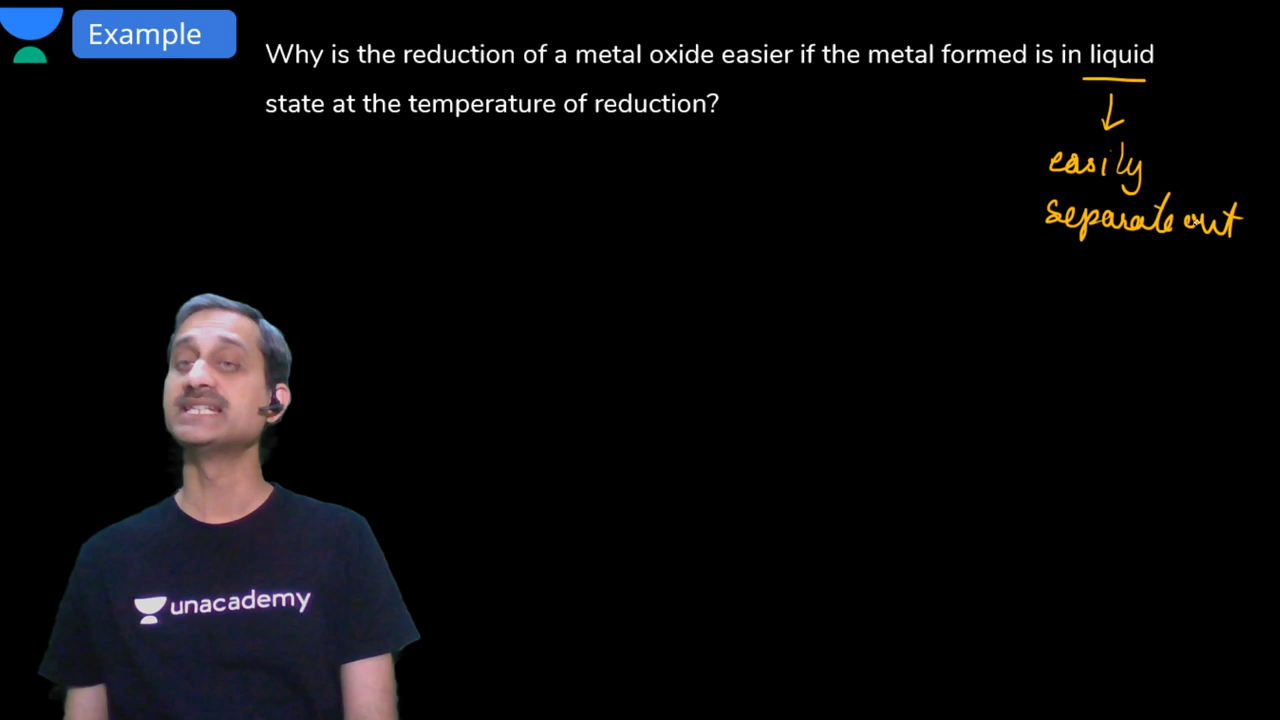 Example
Why is the reduction of a metal oxide easier if the metal formed is in liquid
state at the temperature of reduction?
easily
separate out
unacademy